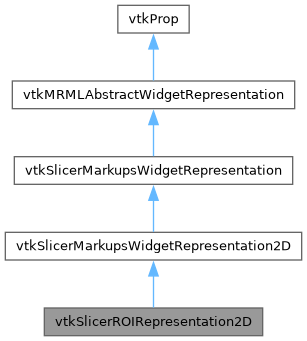 vtkProp
vtkMRMLAbstractWidgetRepresentation
vtkSlicerMarkupsWidgetRepresentation
vtkSlicerMarkupsWidgetRepresentation2D
vtkSlicerROIRepresentation2D